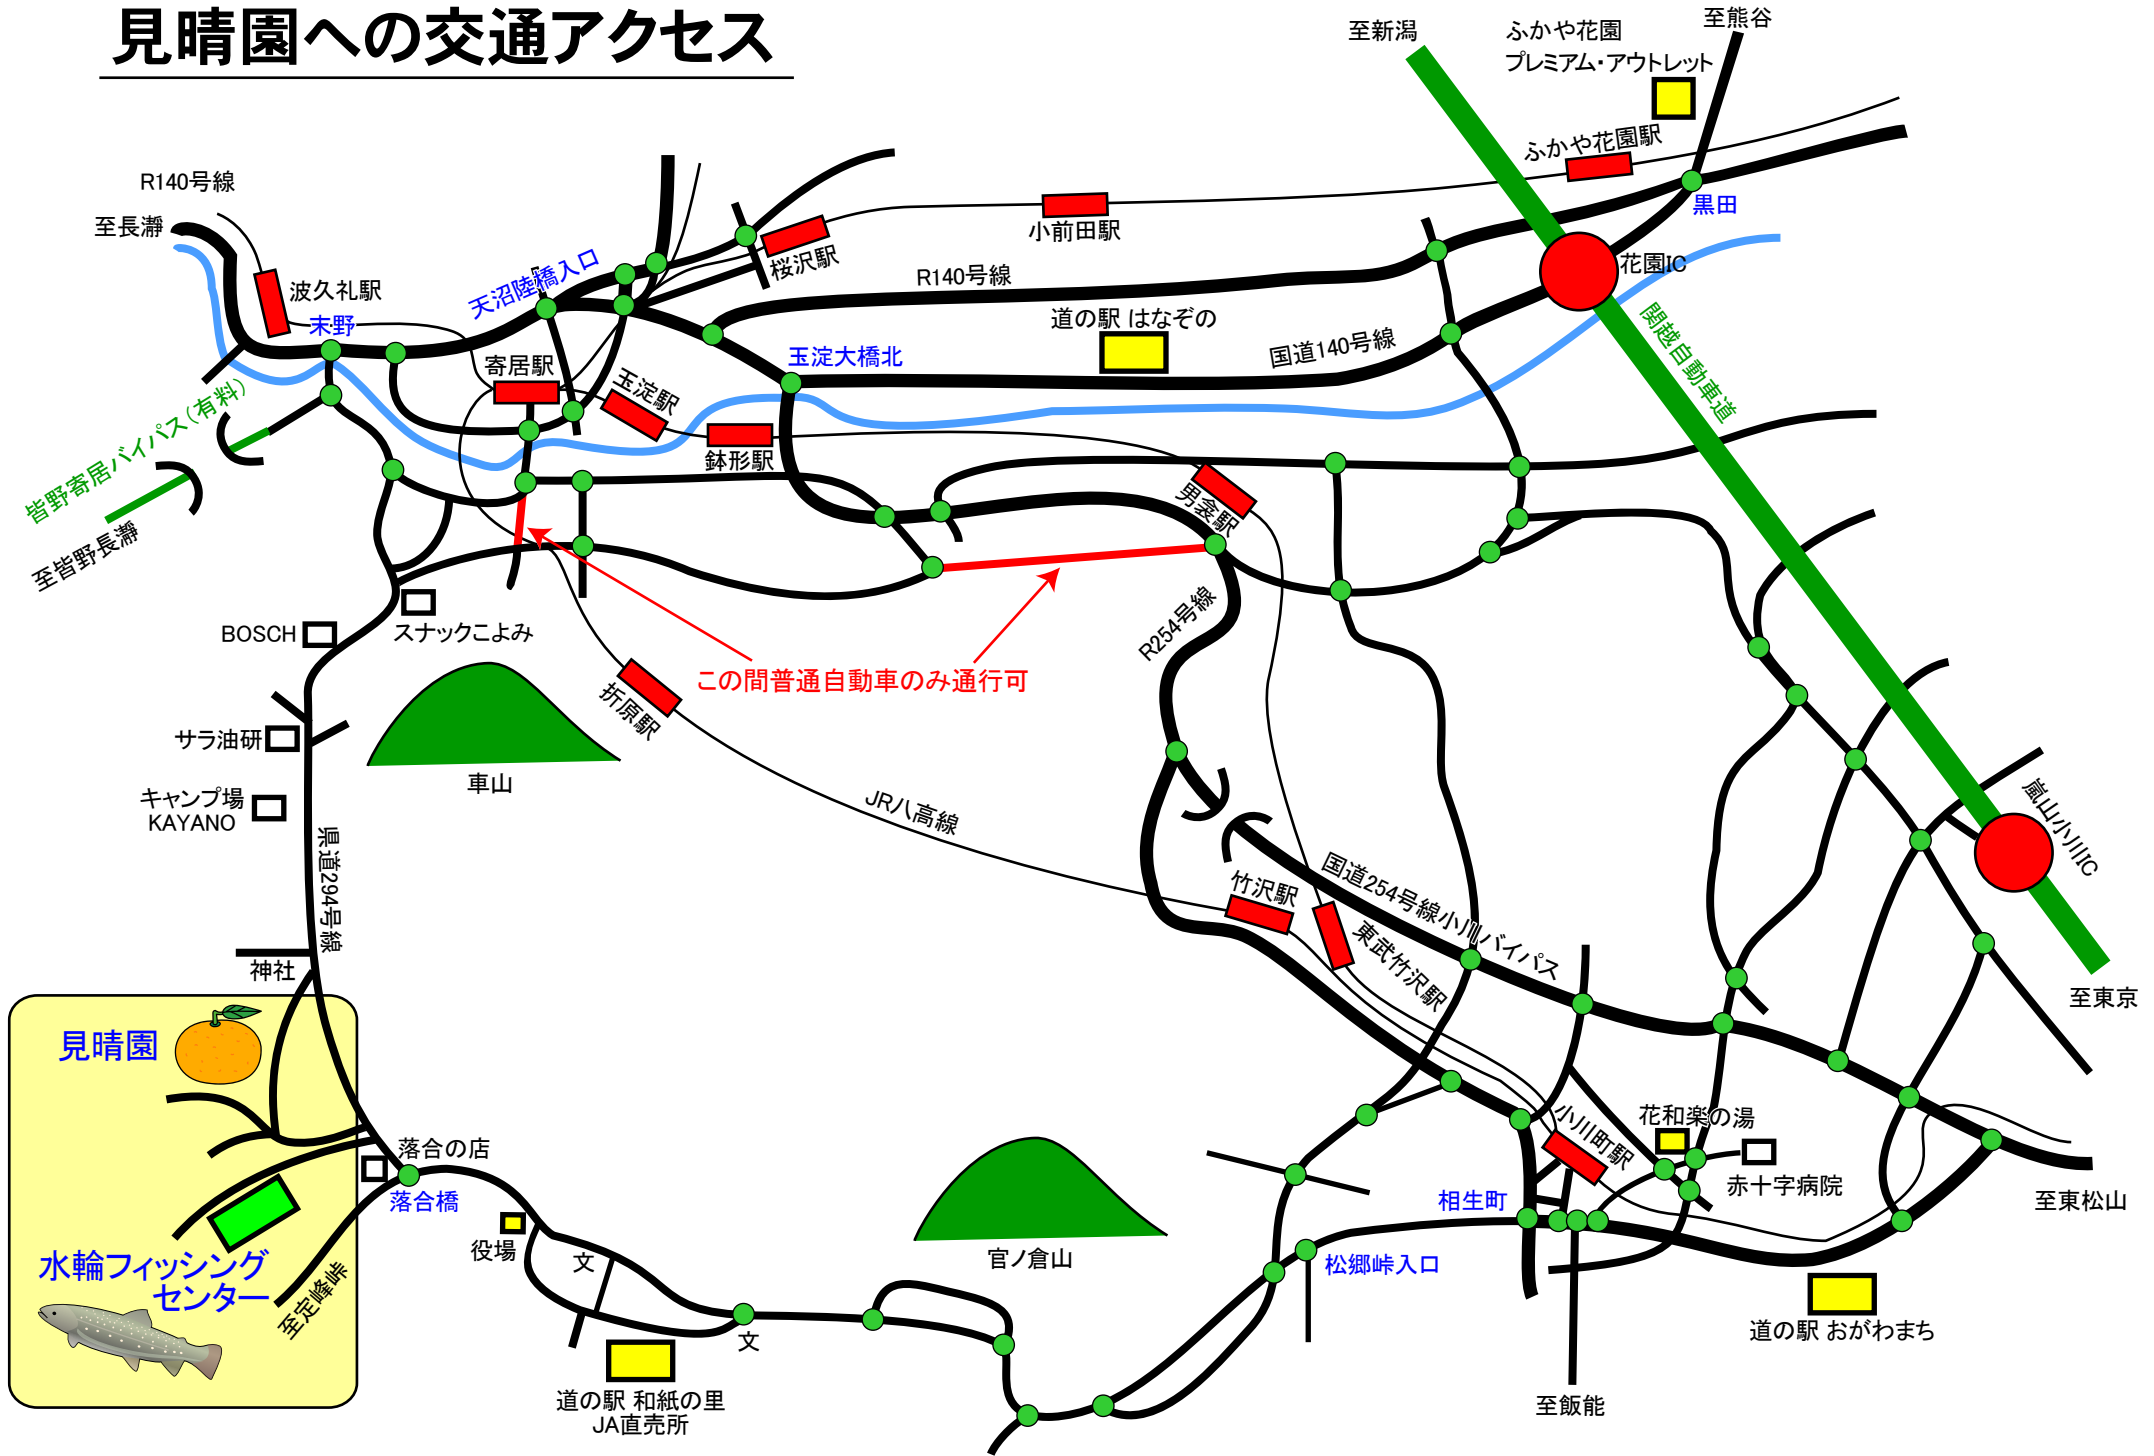 見晴園への交通アクセス
至新潟
ふかや花園
プレミアム・アウトレット
至熊谷
ふかや花園駅
黒田
R140号線
至長瀞
波久礼駅
末野
天沼陸橋入口
桜沢駅
小前田駅
R140号線
花園IC
関越自動車道
道の駅 はなぞの
国道140号線
玉淀大橋北
寄居駅
玉淀駅
鉢形駅
男衾駅
皆野寄居バイパス(有料)
至皆野長瀞
BOSCH
スナックこよみ
この間普通自動車のみ通行可
R254号線
折原駅
サラ油研
車山
キャンプ場
KAYANO
県道294号線
JR八高線
嵐山小川IC
国道254号線小川バイパス
竹沢駅
東武竹沢駅
至東京
神社
見晴園
落合の店
落合橋
役場
文
水輪フィッシング
センター
至定峰峠
文
道の駅 和紙の里
JA直売所
官ノ倉山
松郷峠入口
相生町
小川町駅
花和楽の湯
赤十字病院
至東松山
道の駅 おがわまち
至飯能